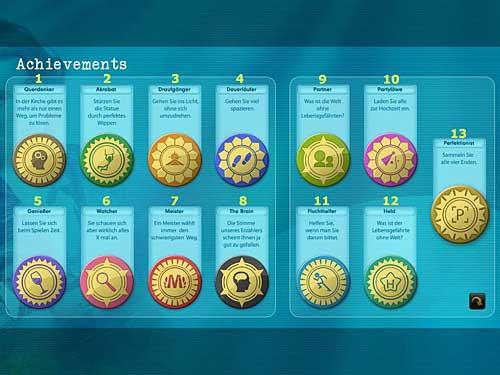 Achievements
1 2 3 4 9 10
Querdenker Akrobat Draufgänger Dauerläufer Partner Partylöwe
In der Kirche gibt es
mehr als nur einen
Weg, um Probleme
zu lösen.
Stürzen Sie
die Statue
durch perfektes
Wippen.
Gehen Sie ins Licht,
ohne sich
umzudrehen.
Gehen Sie viel
spazieren.
Was ist die Welt
ohne
Lebensgefährten?
Laden Sie alle
zur Hochzeit ein.
13
Perfektionist
Sammeln Sie
alle vier Enden.
P
5 6 7 8 11 12
Genießer Watcher Meister The Brain Fluchthelfer Held
Lassen Sie sich
beim Spielen Zeit.
Sie schauen sich
aber wirklich alles
X mal an.
Ein Meister wählt
immer den
schwierigsten Weg.
Die Stimme
unseres Erzählers
scheint Ihnen ja
gut zu gefallen.
Helfen Sie,
wenn man Sie
darum bittet.
Was ist der
Lebensgefährte
ohne Welt?
M
H